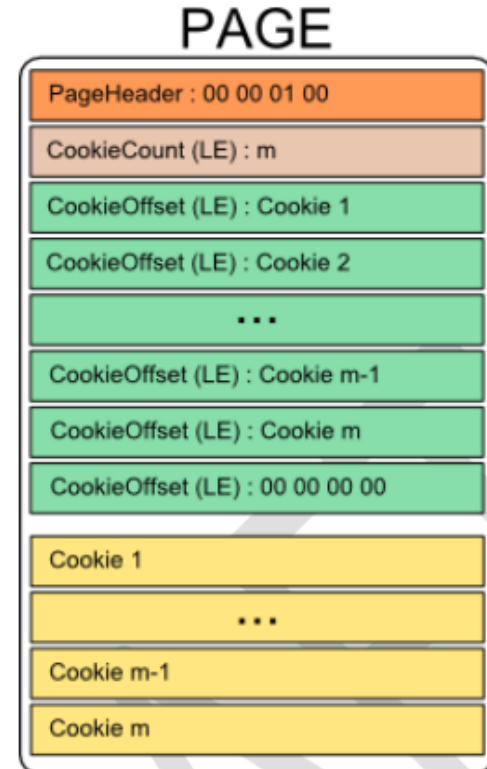 PAGE
PageHeader : 00 00 01 00
CookieCount (LE) : m
CookieOffset (LE) : Cookie 1
CookieOffset (LE) : Cookie 2
...
CookieOffset (LE) : Cookie m-1
CookieOffset (LE) : Cookie m
CookieOffset (LE) : 00 00 00 00
Cookie 1
...
Cookie m-1
Cookie m